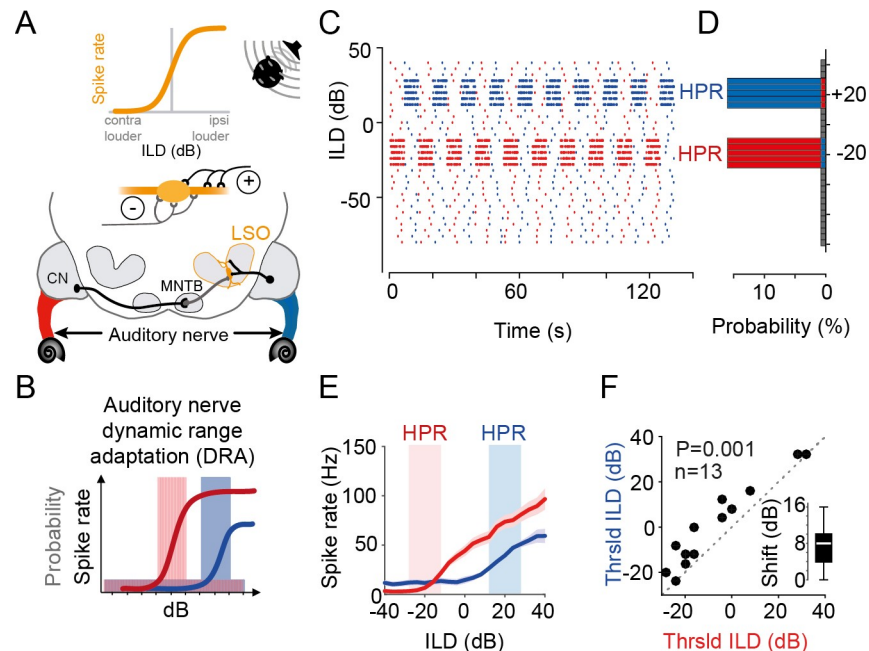 A
Spike rate
contra
louder
ipsi
louder
ILD (dB)
-
+
LSO
CN
MNTB
Auditory nerve
B
Auditory nerve
dynamic range
adaptation (DRA)
Probability
Spike rate
dB
C
ILD (dB)
50
0
-50
0
60
120
Time (s)
D
HPR
+20
HPR
-20
10
0
Probability (%)
E
HPR
HPR
Spike rate (Hz)
150
100
50
0
-40
-20
0
20
40
ILD (dB)
F
Thrsld ILD (dB)
40
20
0
-20
P=0.001
n=13
Shift (dB)
16
8
0
-20
0
20
40
Thrsld ILD (dB)